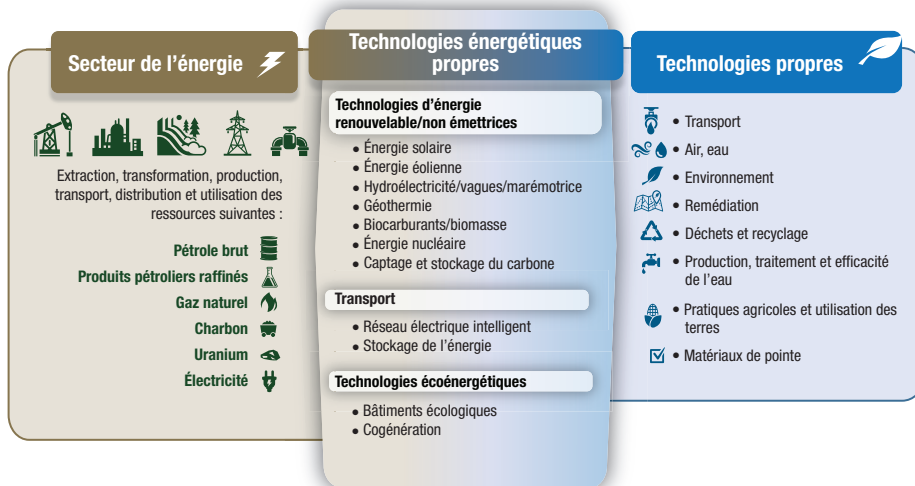 Secteur de l'énergie
Extraction, transformation, production,
transport, distribution et utilisation des
ressources suivantes :
Pétrole brut
Produits pétroliers raffinés
Gaz naturel
Charbon
Uranium
Électricité
Technologies énergétiques
propres
Technologies d'énergie
renouvelable/non émettrices
• Énergie solaire
• Énergie éolienne
• Hydroélectricité/vagues/marémotrice
• Géothermie
• Biocarburants/biomasse
• Énergie nucléaire
• Captage et stockage du carbone
Transport
• Réseau électrique intelligent
• Stockage de l'énergie
Technologies écoénergétiques
• Bâtiments écologiques
• Cogénération
Technologies propres
• Transport
• Air, eau
• Environnement
• Remédiation
• Déchets et recyclage
• Production, traitement et efficacité
de l'eau
• Pratiques agricoles et utilisation des
terres
• Matériaux de pointe